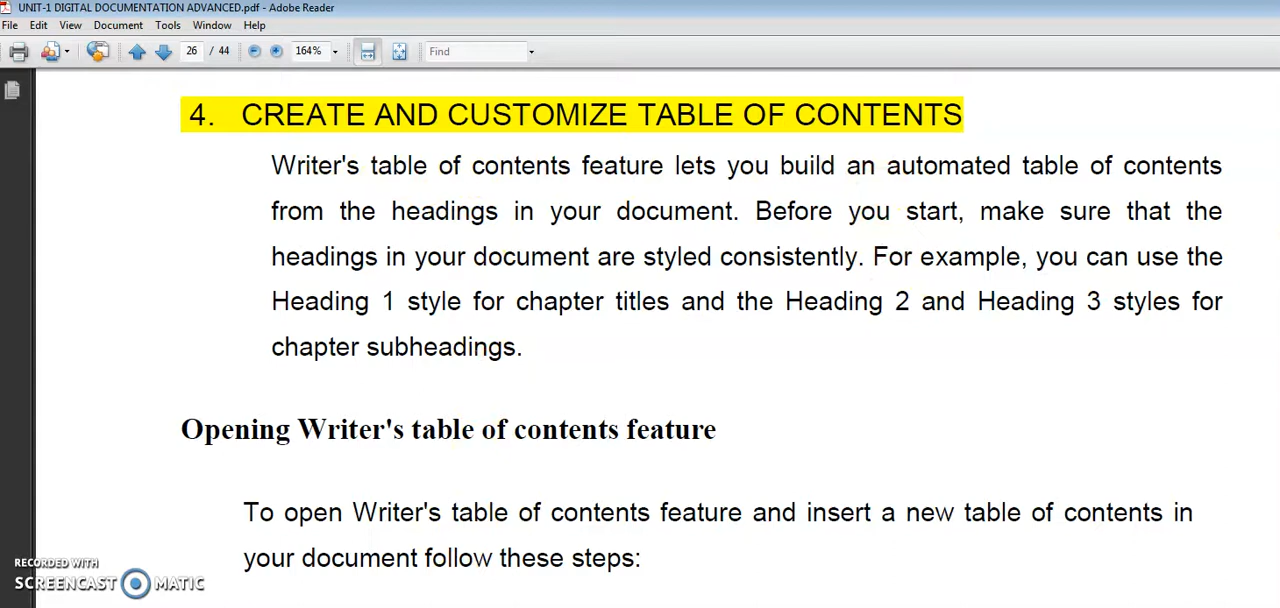 UNIT-1 DIGITAL DOCUMENTATION ADVANCED.pdf - Adobe Reader
File Edit View Document Tools Window Help
26 / 44 164% Find
4. CREATE AND CUSTOMIZE TABLE OF CONTENTS
Writer's table of contents feature lets you build an automated table of contents
from the headings in your document. Before you start, make sure that the
headings in your document are styled consistently. For example, you can use the
Heading 1 style for chapter titles and the Heading 2 and Heading 3 styles for
chapter subheadings.
Opening Writer's table of contents feature
To open Writer's table of contents feature and insert a new table of contents in
your document follow these steps:
RECORDED WITH
SCREENCAST MATIC